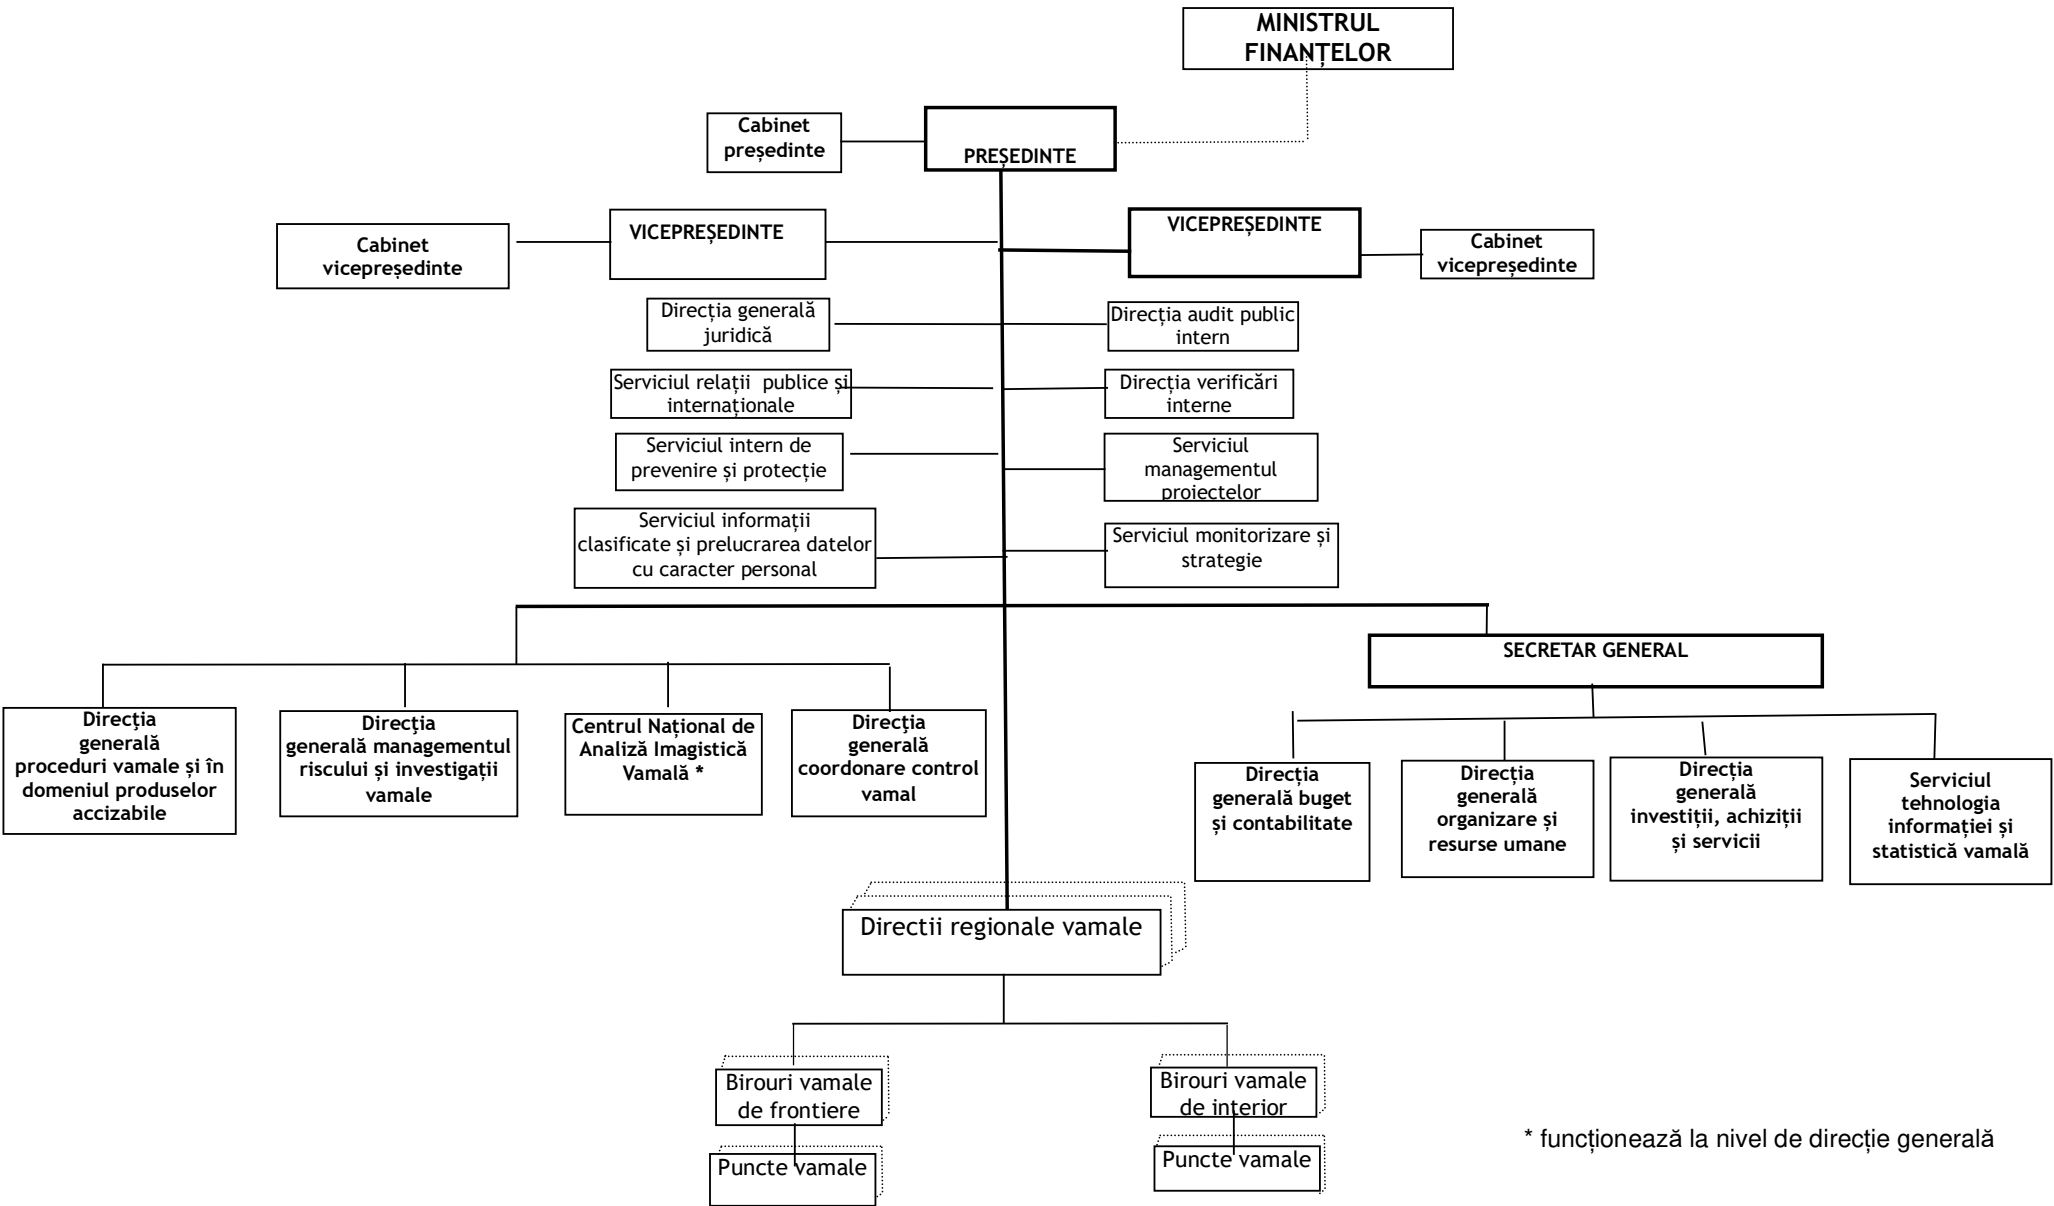 MINISTRUL
FINANȚELOR
Cabinet
președinte
PREȘEDINTE
Cabinet
vicepreședinte
VICEPREȘEDINTE
VICEPREȘEDINTE
Cabinet
vicepreședinte
Direcția generală
juridică
Direcția audit public
intern
Serviciul relații publice și
internaționale
Direcția verificări
interne
Serviciul intern de
prevenire și protecție
Serviciul
managementul
proiectelor
Serviciul informații
clasificate și prelucrarea datelor
cu caracter personal
Serviciul monitorizare și
strategie
SECRETAR GENERAL
Direcția
generală
proceduri vamale și în
domeniul produselor
accizabile
Direcția
generală managementul
riscului și investigații
vamale
Centrul Național de
Analiză Imagistică
Vamală *
Direcția
generală
coordonare control
vamal
Direcția
generală buget
și contabilitate
Direcția
generală
organizare și
resurse umane
Direcția
generală
investiții, achiziții
și servicii
Serviciul
tehnologia
informației și
statistică vamală
Directii regionale vamale
Birouri vamale
de frontiere
Birouri vamale
de interior
Puncte vamale
Puncte vamale
* funcționează la nivel de direcție generală